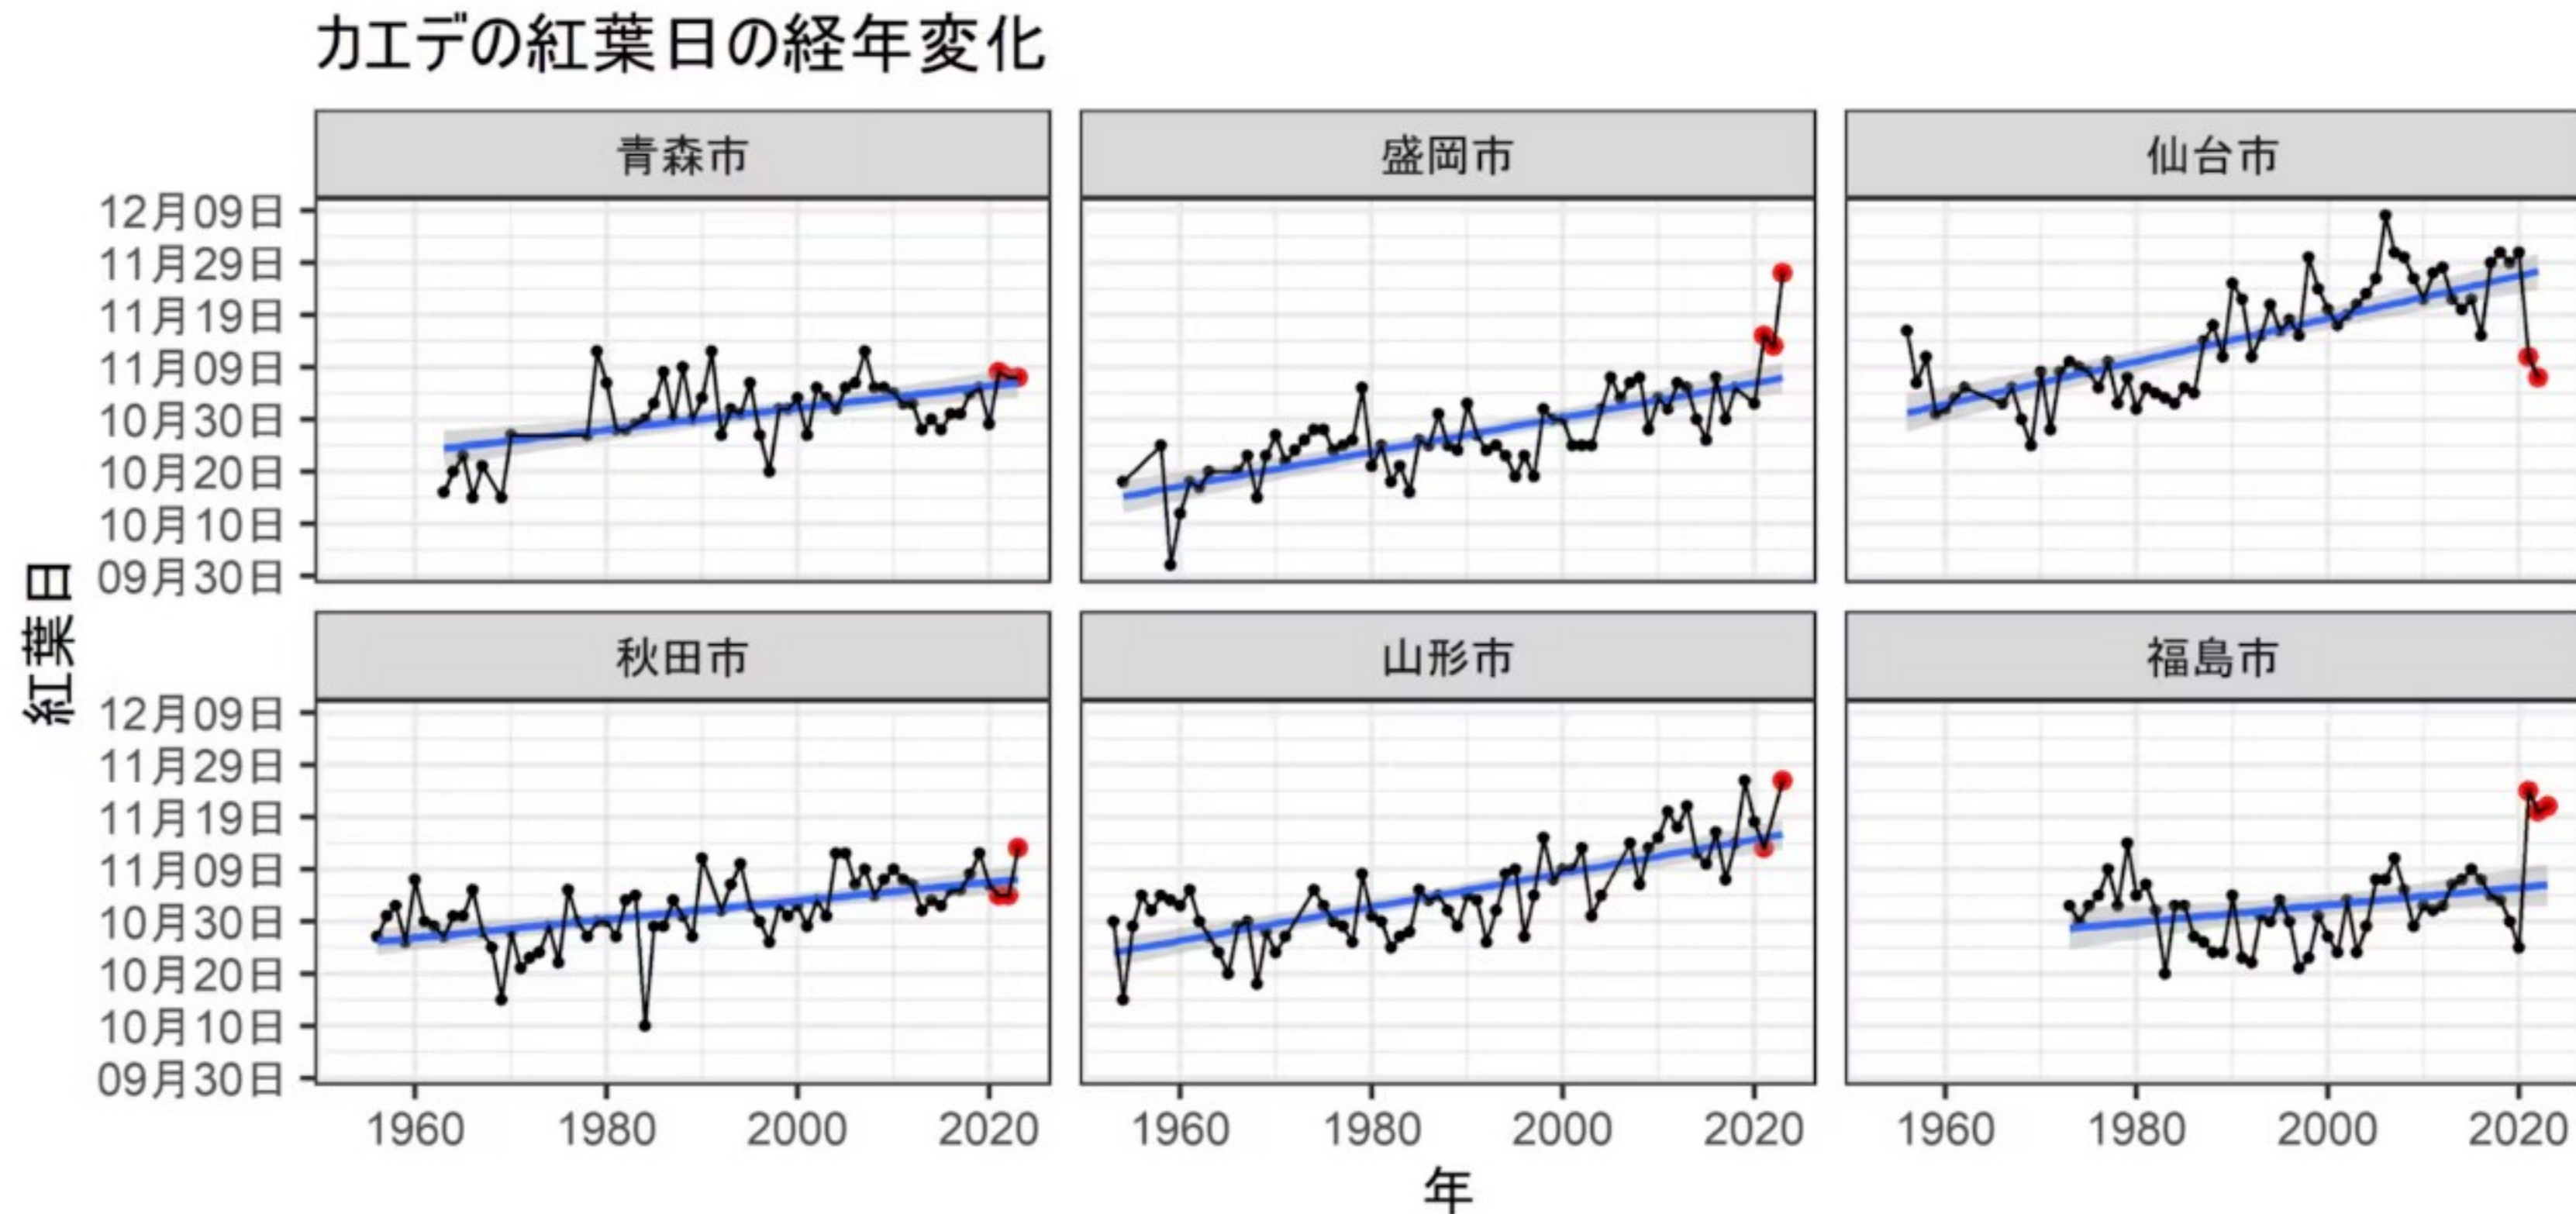 カエデの紅葉日の経年変化
青森市
盛岡市
仙台市
12月09日
11月29日
11月19日
11月09日
10月30日
10月20日
10月10日
09月30日
紅葉日
秋田市
山形市
福島市
12月09日
11月29日
11月19日
11月09日
10月30日
10月20日
10月10日
09月30日
1960 1980 2000 2020
1960 1980 2000 2020
1960 1980 2000 2020
年